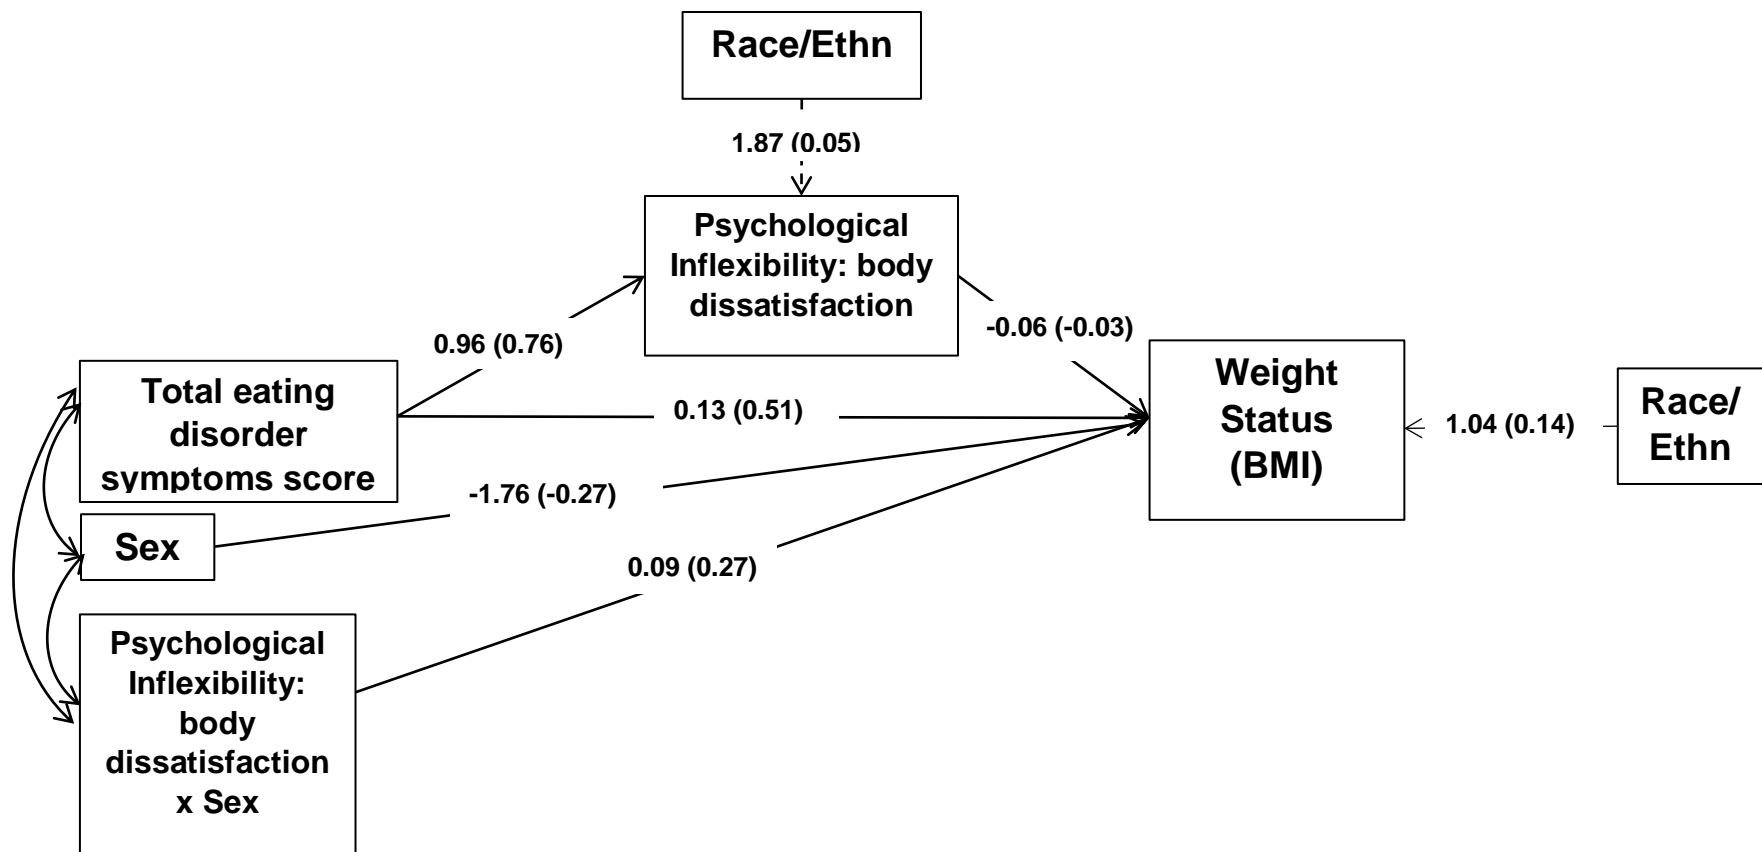 Race/Ethn
1.87 (0.05)
Psychological
Inflexibility: body
dissatisfaction
-0.06 (-0.03)
0.96 (0.76)
Total eating
disorder
symptoms score
0.13 (0.51)
Weight
Status
(BMI)
1.04 (0.14)
Race/
Ethn
-1.76 (-0.27)
Sex
0.09 (0.27)
Psychological
Inflexibility:
body
dissatisfaction
x Sex